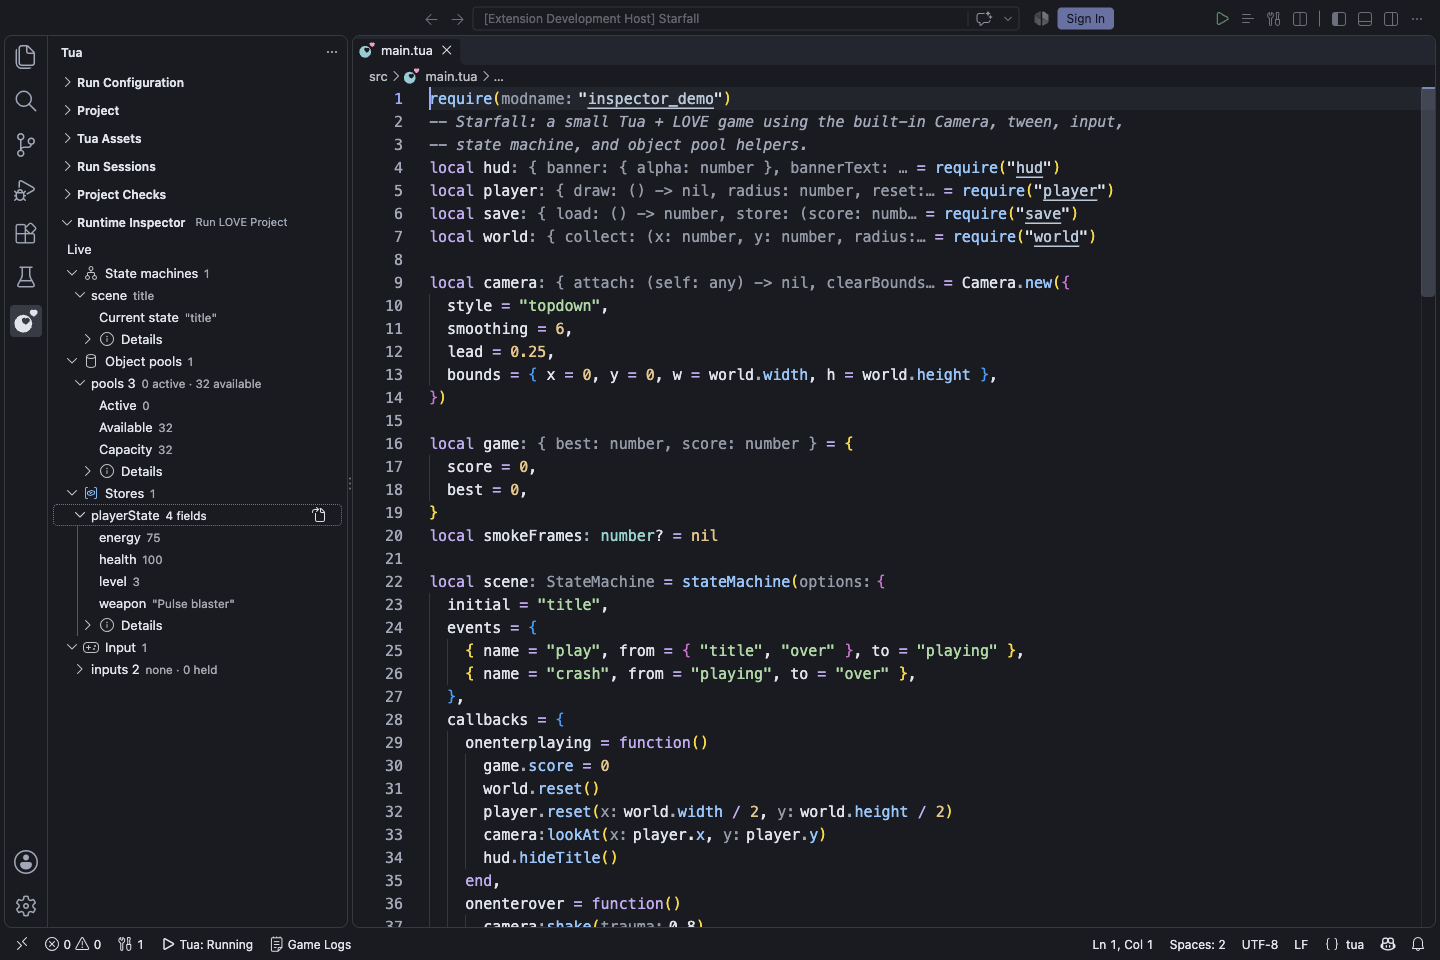 [Extension Development Host] Starfall
Sign In
Tua
Run Configuration
Project
Tua Assets
Run Sessions
Project Checks
Runtime Inspector Run LOVE Project
Live
State machines 1
scene title
Current state "title"
Details
Object pools 1
pools 3 0 active · 32 available
Active 0
Available 32
Capacity 32
Details
Stores 1
playerState 4 fields
energy 75
health 100
level 3
weapon "Pulse blaster"
Details
Input 1
inputs 2 none · 0 held
main.tua
src > main.tua > ...
1 require(modname: "inspector_demo")
2 -- Starfall: a small Tua + LOVE game using the built-in Camera, tween, input,
3 -- state machine, and object pool helpers.
4 local hud: { banner: { alpha: number }, bannerText: … = require("hud")
5 local player: { draw: () -> nil, radius: number, reset:… = require("player")
6 local save: { load: () -> number, store: (score: numb… = require("save")
7 local world: { collect: (x: number, y: number, radius:… = require("world")
8
9 local camera: { attach: (self: any) -> nil, clearBounds… = Camera.new({
10 style = "topdown",
11 smoothing = 6,
12 lead = 0.25,
13 bounds = { x = 0, y = 0, w = world.width, h = world.height },
14 })
15
16 local game: { best: number, score: number } = {
17 score = 0,
18 best = 0,
19 }
20 local smokeFrames: number? = nil
21
22 local scene: StateMachine = stateMachine(options: {
23 initial = "title",
24 events = {
25 { name = "play", from = { "title", "over" }, to = "playing" },
26 { name = "crash", from = "playing", to = "over" },
27 },
28 callbacks = {
29 onenterplaying = function()
30 game.score = 0
31 world.reset()
32 player.reset(x: world.width / 2, y: world.height / 2)
33 camera:lookAt(x: player.x, y: player.y)
34 hud.hideTitle()
35 end,
36 onenterover = function()
37 camera:shake(trauma: 0.8)
0 0 1 Tua: Running Game Logs
Ln 1, Col 1 Spaces: 2 UTF-8 LF { } tua